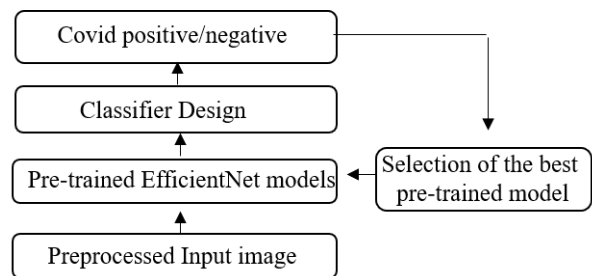 Covid positive/negative
Classifier Design
Pre-trained EfficientNet models
Selection of the best
pre-trained model
Preprocessed Input image